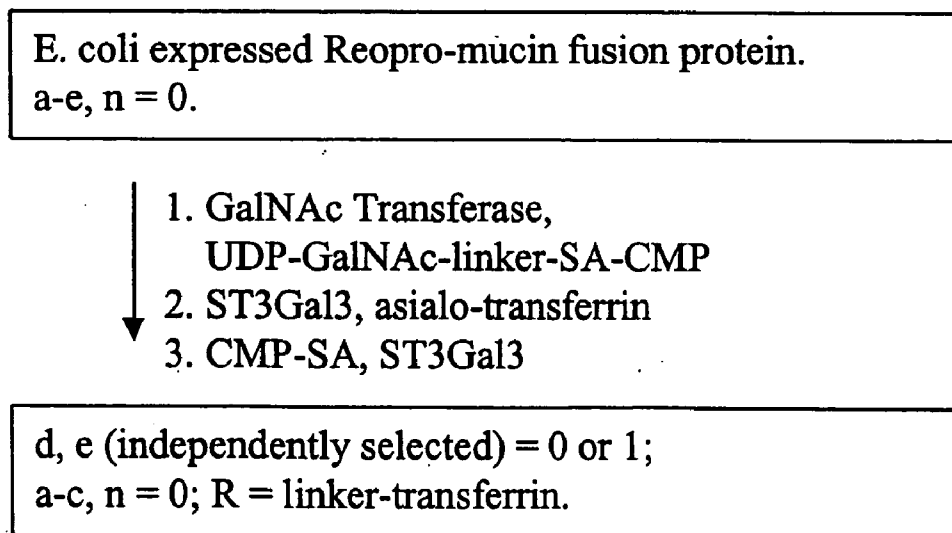 E. coli expressed Reopro-mucin fusion protein.
a-e, n = 0.
1. GalNAc Transferase,
UDP-GalNAc-linker-SA-CMP
2. ST3Gal3, asialo-transferrin
3. CMP-SA, ST3Gal3
d, e (independently selected) = 0 or 1;
a-c, n = 0; R = linker-transferrin.